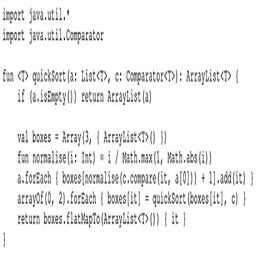 import java.util.*
import java.util.Comparator
fun <T> quickSort(a: List<T>, c: Comparator<T>): ArrayList<T> {
if (a.isEmpty()) return ArrayList(a)
val boxes = Array(3, { ArrayList<T>() })
fun normalise(i: Int) = i / Math.max(1, Math.abs(i))
a.forEach { boxes[normalise(c.compare(it, a[0])) + 1].add(it) }
arrayOf(0, 2).forEach { boxes[it] = quickSort(boxes[it], c) }
return boxes.flatMapTo(ArrayList<T>()) { it }
}